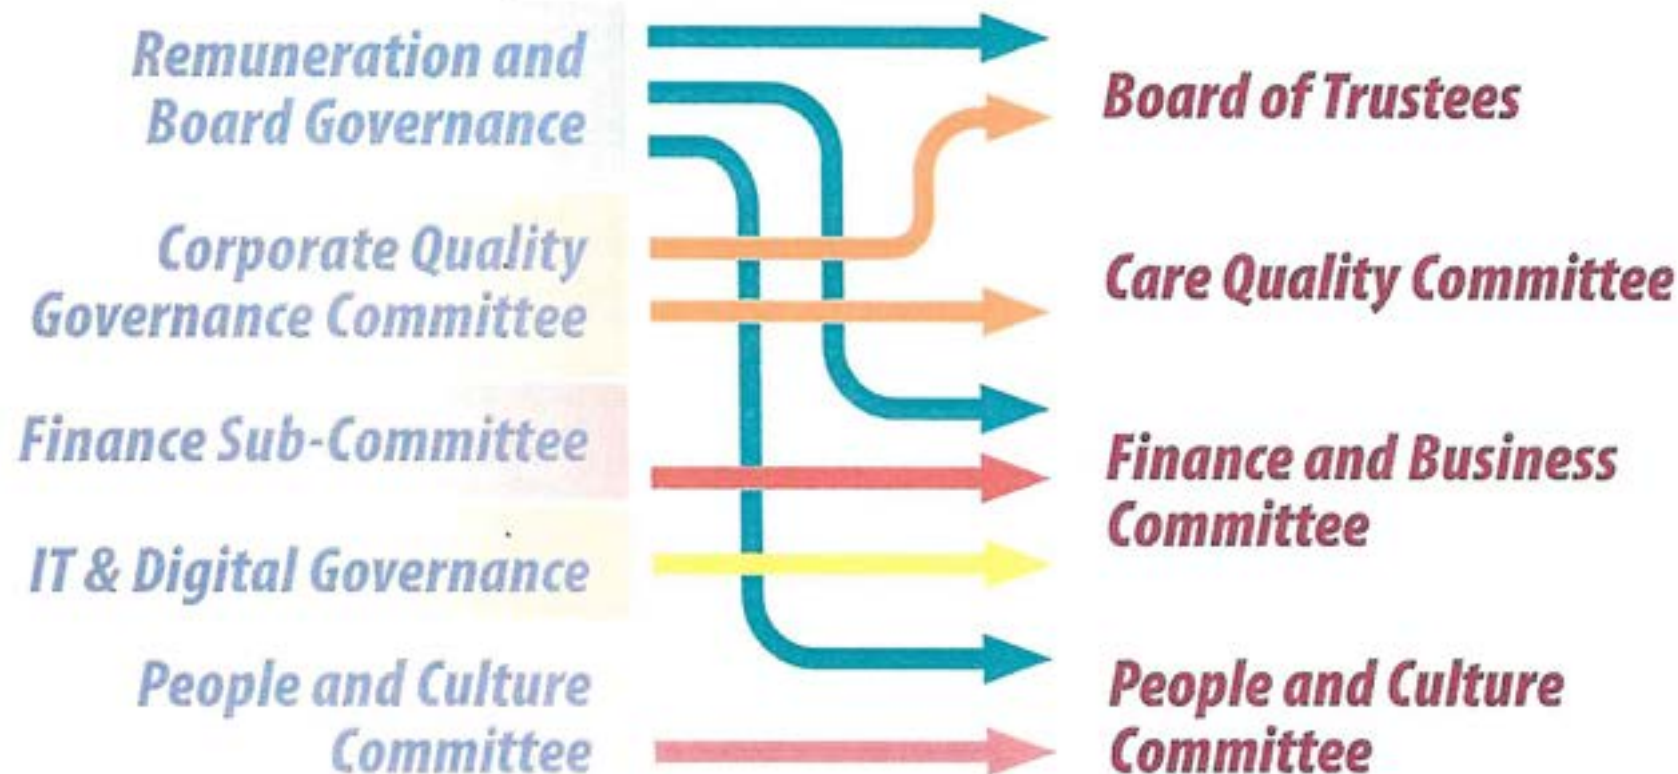 Remuneration and
Board Governance
Corporate Quality
Governance Committee
Finance Sub-Committee
IT & Digital Governance
People and Culture
Committee
Board of Trustees
Care Quality Committee
Finance and Business
Committee
People and Culture
Committee